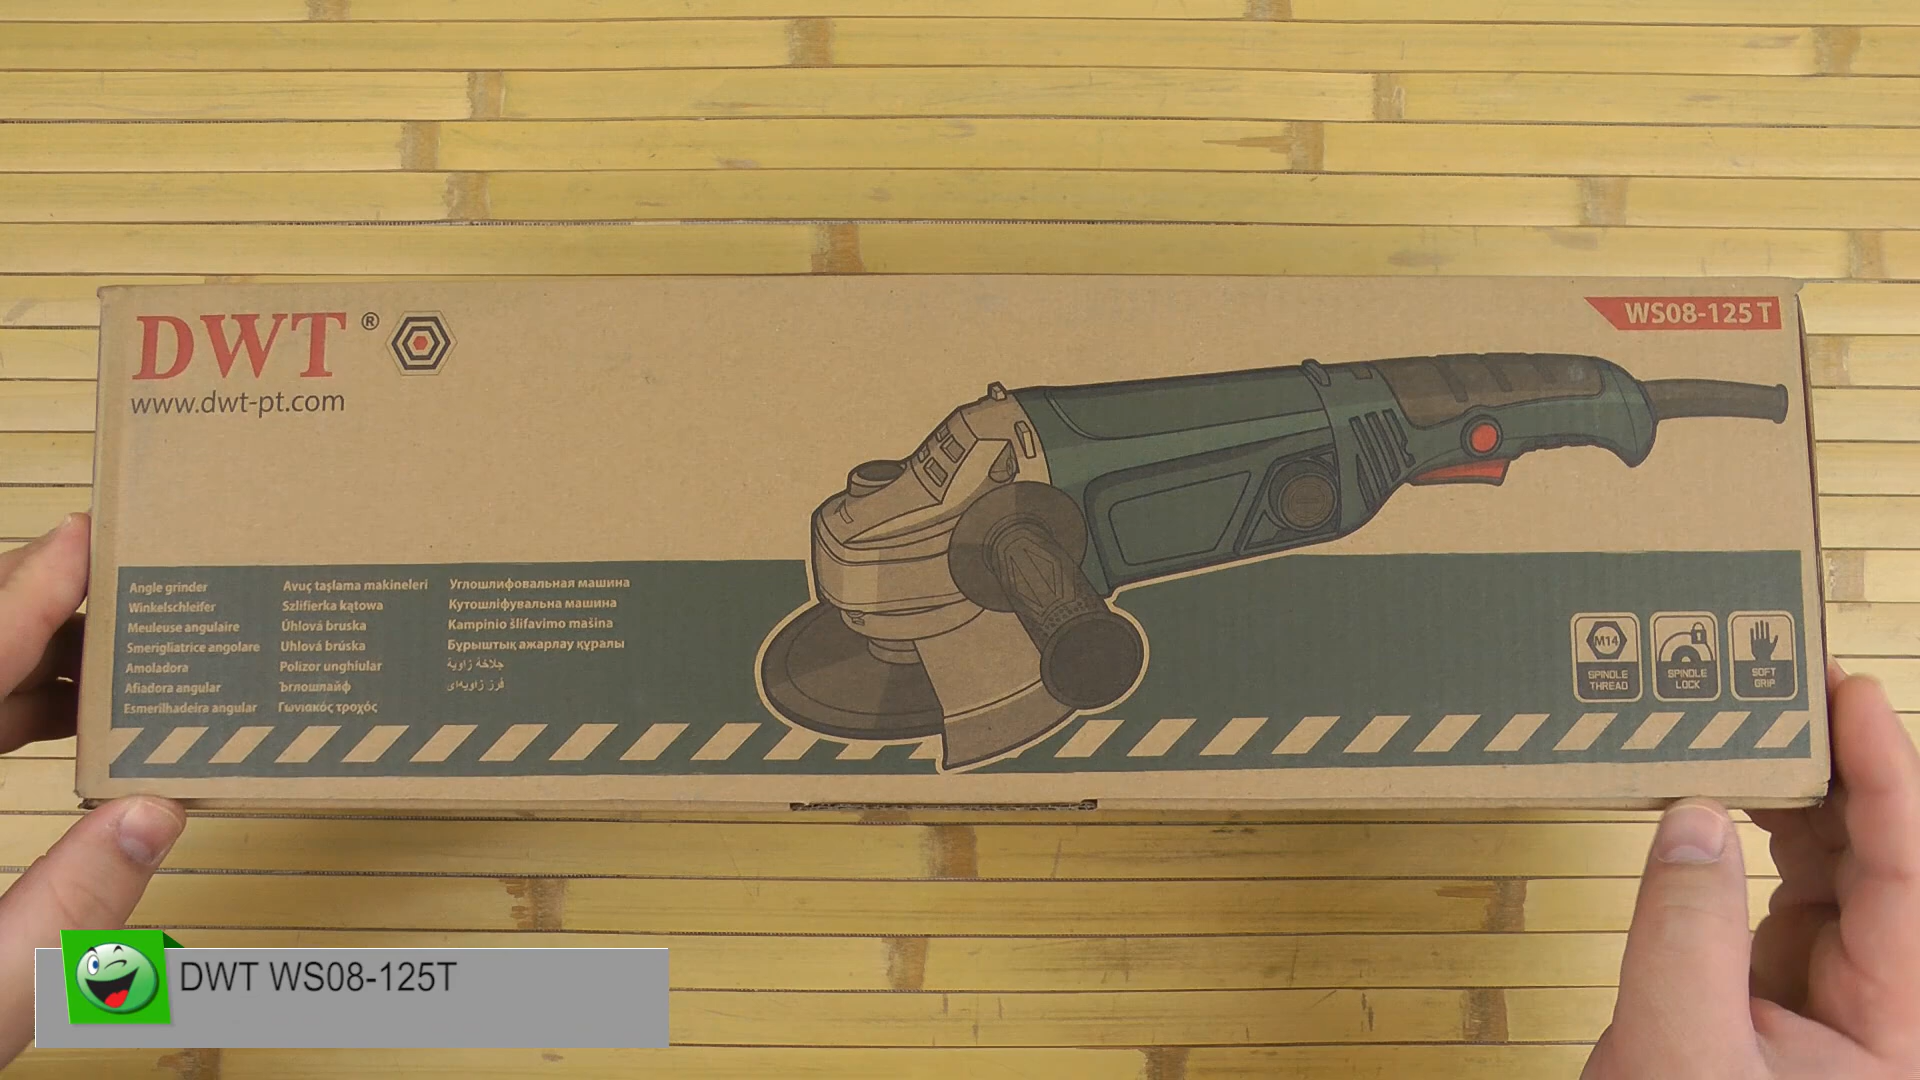 DWT ®
www.dwt-pt.com
WS08-125 T
Angle grinder
Winkelschleifer
Meuleuse angulaire
Smerigliatrice angolare
Amoladora
Afiadora angular
Esmerilhadeira angular
Avuç taşlama makineleri
Szlifierka kątowa
Úhlová bruska
Uhlová brúska
Polizor unghiular
Ъглошлайф
Γωνιακός τροχός
Углошлифовальная машина
Кутошліфувальна машина
Kampinio šlifavimo mašina
Бұрыштық ажарлау құралы
جلاخة زاوية
فرز زاویه‌ای
M14
SPINDLE
THREAD
SPINDLE
LOCK
SOFT
GRIP
DWT WS08-125T